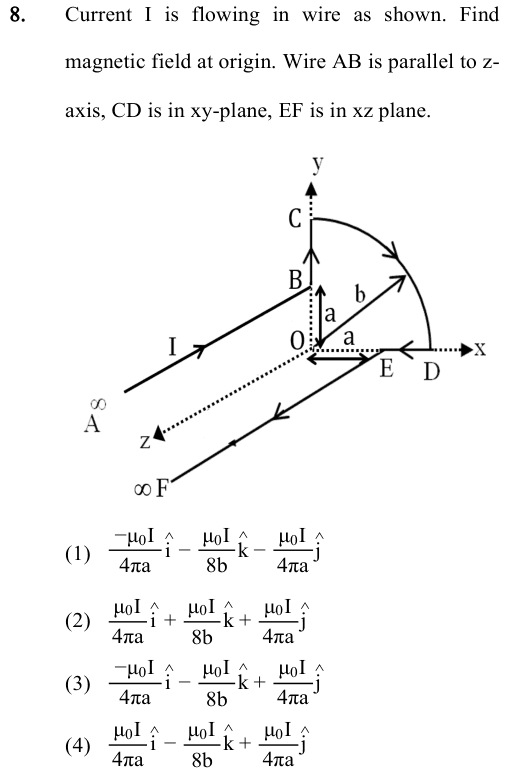 8. Current I is flowing in wire as shown. Find
magnetic field at origin. Wire AB is parallel to z-
axis, CD is in xy-plane, EF is in xz plane.
y
C
B
b
a
I
O
a
x
E D
∞
A
z
∞ F
(1) −μ₀I/4πa î − μ₀I/8b k̂ − μ₀I/4πa ĵ
(2) μ₀I/4πa î + μ₀I/8b k̂ + μ₀I/4πa ĵ
(3) −μ₀I/4πa î − μ₀I/8b k̂ + μ₀I/4πa ĵ
(4) μ₀I/4πa î − μ₀I/8b k̂ + μ₀I/4πa ĵ